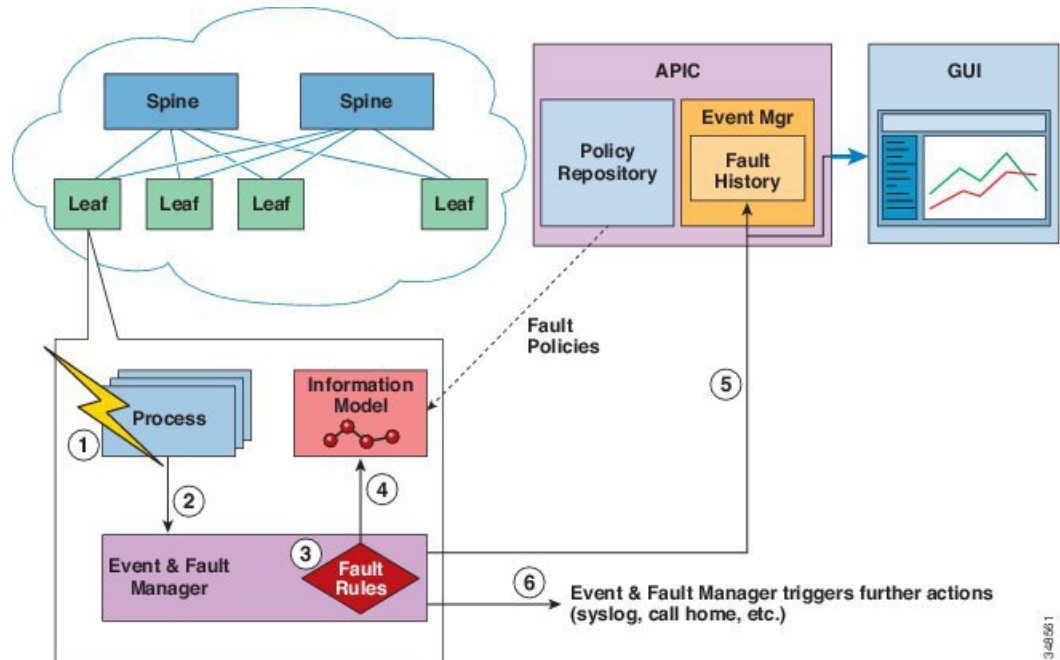 Spine
Spine
Leaf
Leaf
Leaf
Leaf
APIC
Policy
Repository
Event Mgr
Fault
History
GUI
Fault
Policies
1
Process
2
Information
Model
3
4
Event & Fault
Manager
Fault
Rules
5
6
Event & Fault Manager triggers further actions
(syslog, call home, etc.)
348561